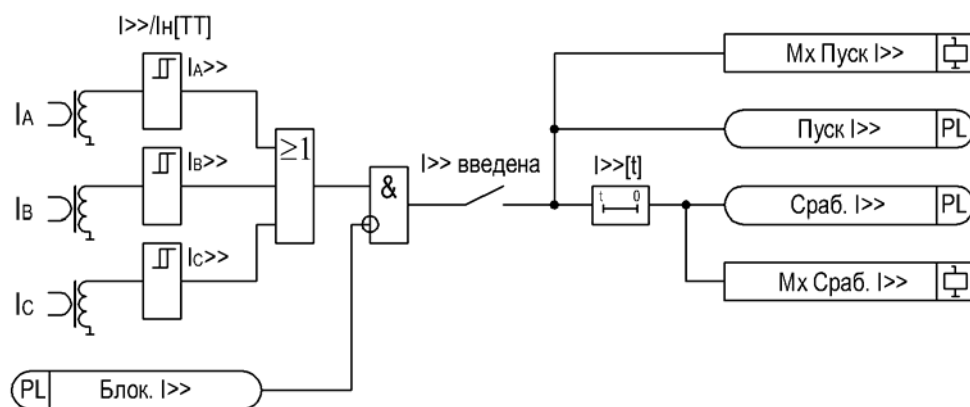 I>>/Iн[ТТ]
IA
IA>>
IB
IB>>
IC
IC>>
≥1
&
I>> введена
I>>[t]
t 0
Мх Пуск I>>
Пуск I>> PL
Сраб. I>> PL
Мх Сраб. I>>
PL Блок. I>>